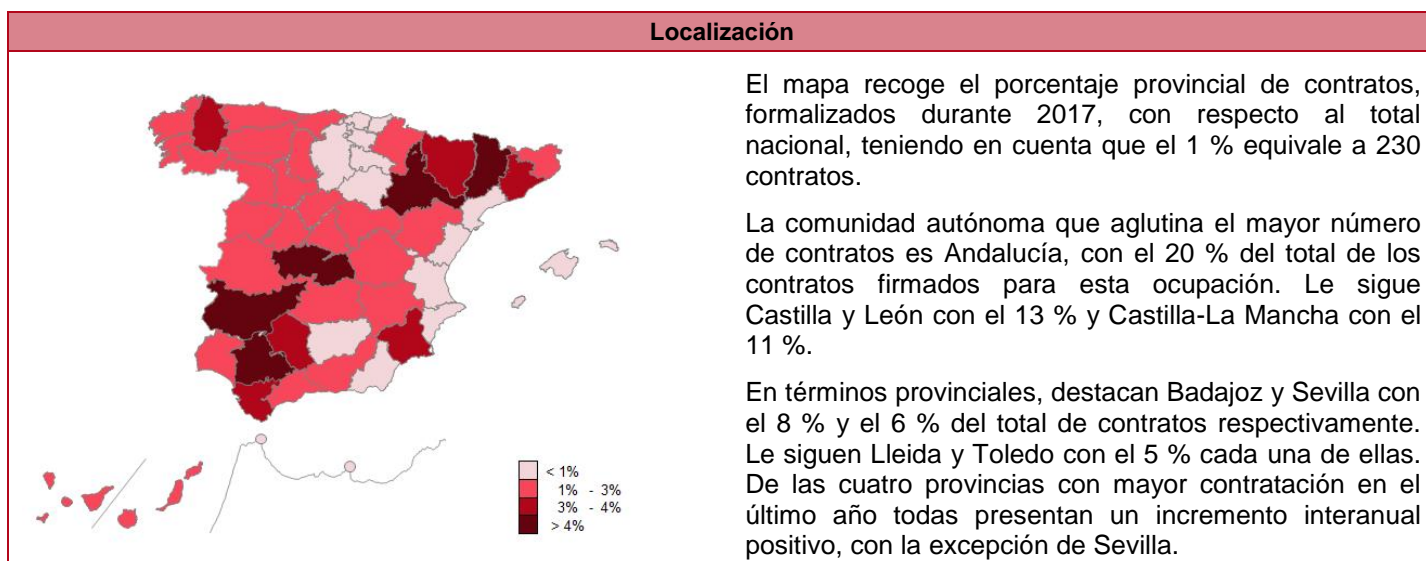 Localización
El mapa recoge el porcentaje provincial de contratos,
formalizados durante 2017, con respecto al total
nacional, teniendo en cuenta que el 1 % equivale a 230
contratos.
La comunidad autónoma que aglutina el mayor número
de contratos es Andalucía, con el 20 % del total de los
contratos firmados para esta ocupación. Le sigue
Castilla y León con el 13 % y Castilla-La Mancha con el
11 %.
En términos provinciales, destacan Badajoz y Sevilla con
el 8 % y el 6 % del total de contratos respectivamente.
Le siguen Lleida y Toledo con el 5 % cada una de ellas.
De las cuatro provincias con mayor contratación en el
último año todas presentan un incremento interanual
positivo, con la excepción de Sevilla.
< 1%
1% - 3%
3% - 4%
> 4%